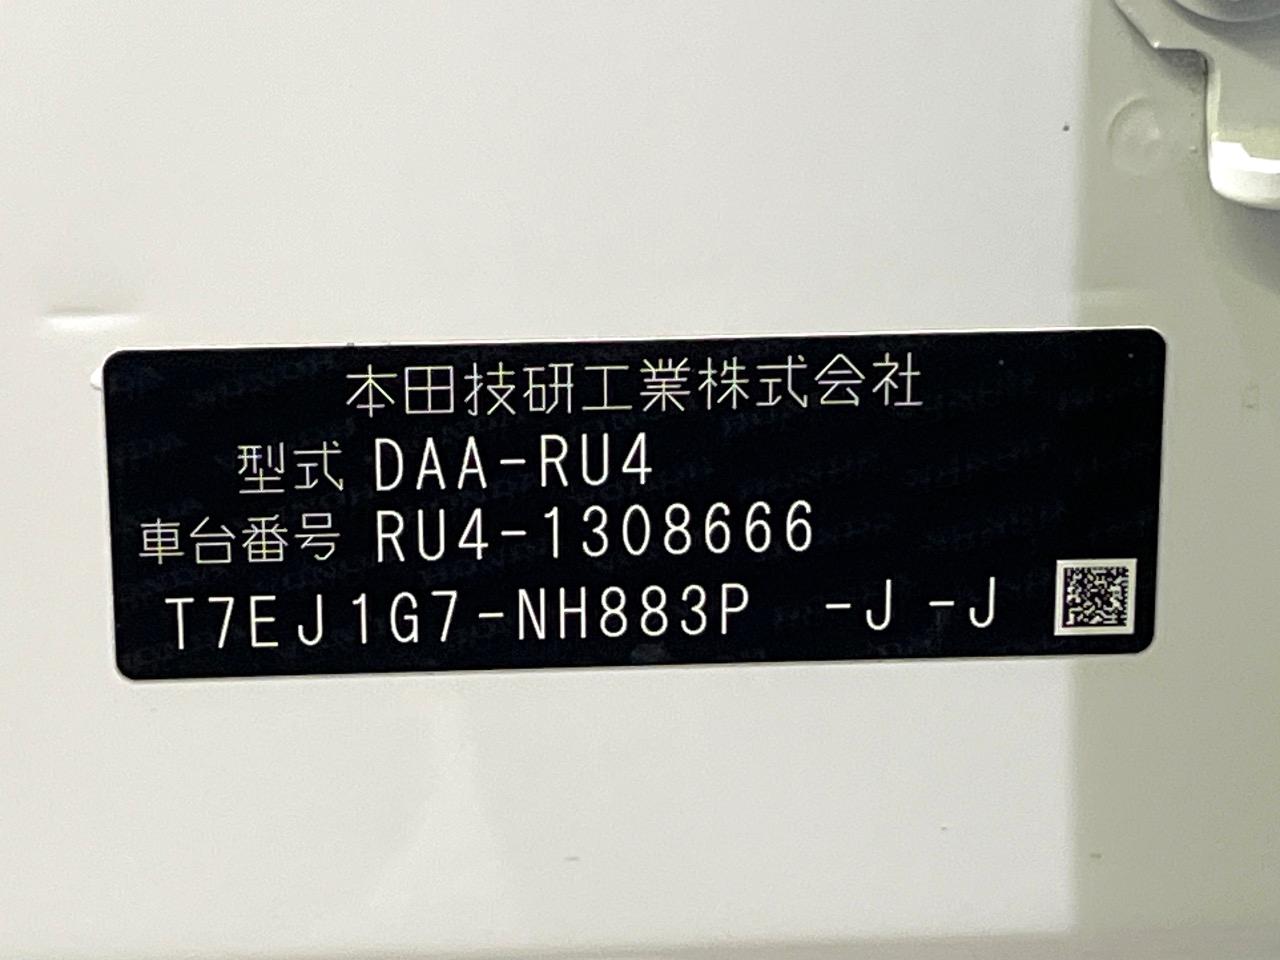 本田技研工業株式会社
型式 DAA-RU4
車台番号 RU4-1308666
T7EJ1G7-NH883P -J -J